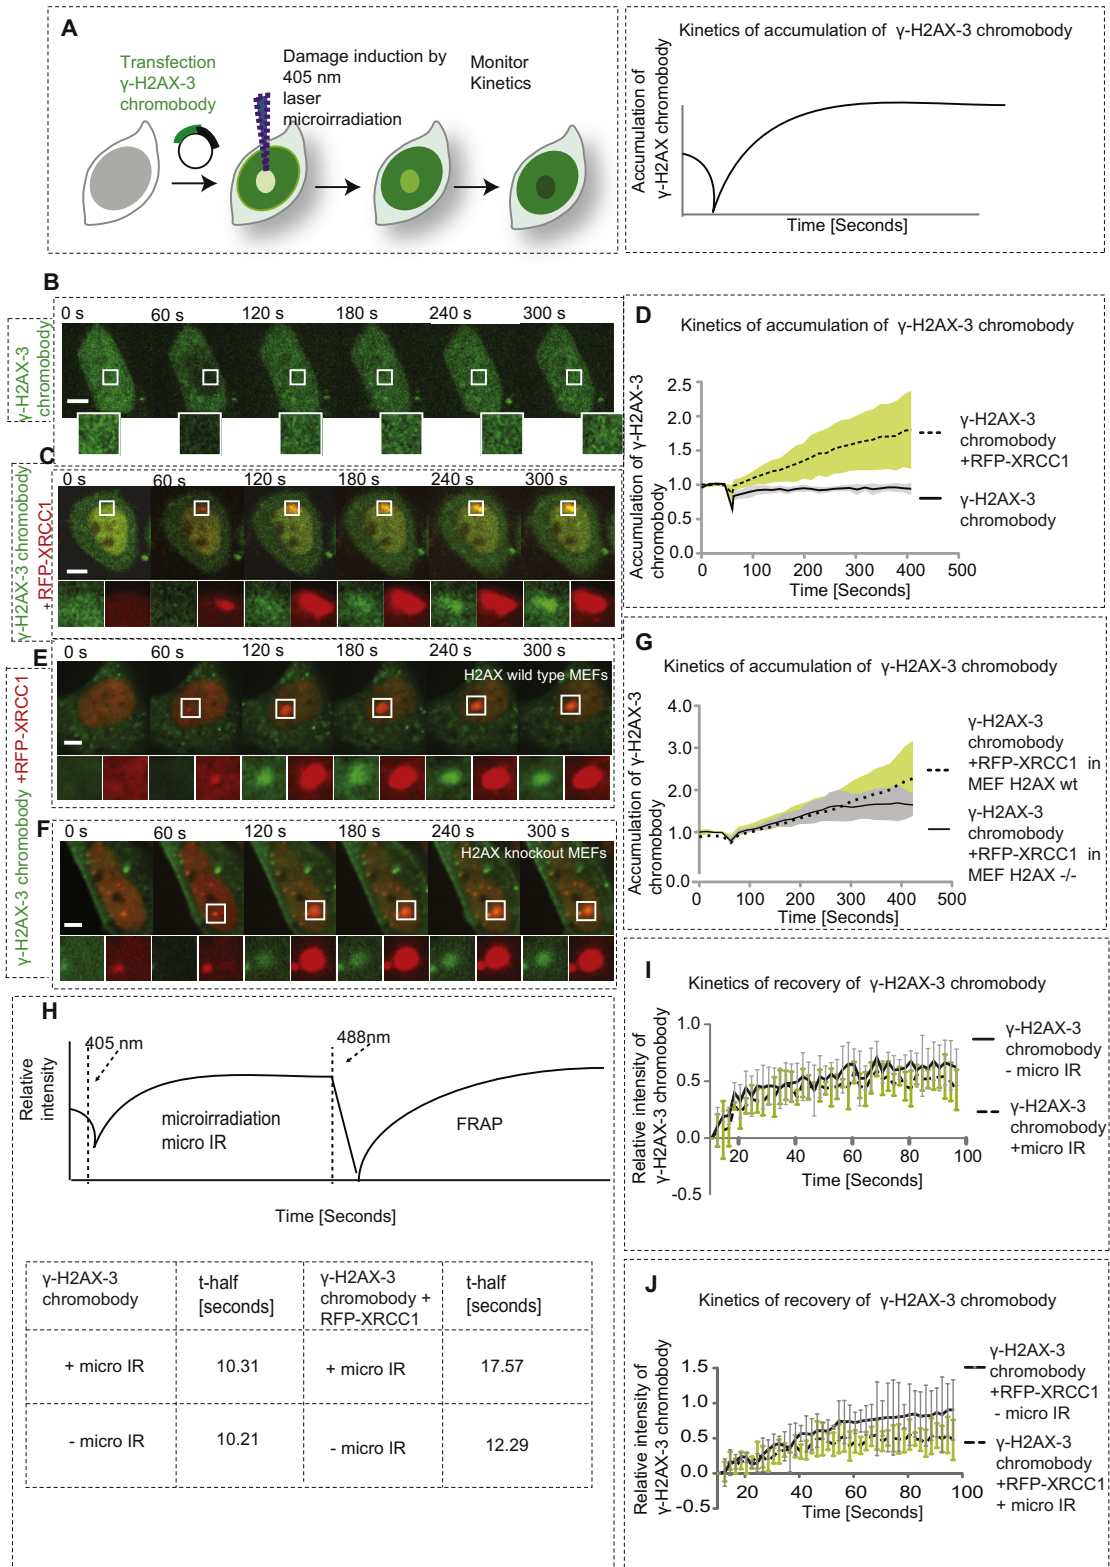 A
Transfection
γ-H2AX-3
chromobody
Damage induction by
405 nm
laser
microirradiation
Monitor
Kinetics
Kinetics of accumulation of γ-H2AX-3 chromobody
Accumulation of
γ-H2AX chromobody
Time [Seconds]
B
0 s 60 s 120 s 180 s 240 s 300 s
γ-H2AX-3
chromobody
C
0 s 60 s 120 s 180 s 240 s 300 s
γ-H2AX-3 chromobody
+RFP-XRCC1
D
Kinetics of accumulation of γ-H2AX-3 chromobody
Accumulation of γ-H2AX-3
chromobody
2.5
2.0
1.5
1.0
0.5
0.0
0 100 200 300 400 500
Time [Seconds]
γ-H2AX-3
chromobody
+RFP-XRCC1
γ-H2AX-3
chromobody
E
0 s 60 s 120 s 180 s 240 s 300 s
H2AX wild type MEFs
γ-H2AX-3 chromobody +RFP-XRCC1
F
0 s 60 s 120 s 180 s 240 s 300 s
H2AX knockout MEFs
G
Kinetics of accumulation of γ-H2AX-3 chromobody
Accumulation of γ-H2AX-3
chromobody
4.0
3.0
2.0
1.0
0.0
0 100 200 300 400 500
Time [Seconds]
γ-H2AX-3
chromobody
+RFP-XRCC1 in
MEF H2AX wt
γ-H2AX-3
chromobody
+RFP-XRCC1 in
MEF H2AX -/-
H
Relative
intensity
405 nm
488nm
microirradiation
micro IR
FRAP
Time [Seconds]
γ-H2AX-3
chromobody
t-half
[seconds]
γ-H2AX-3
chromobody +
RFP-XRCC1
t-half
[seconds]
+ micro IR 10.31 + micro IR 17.57
- micro IR 10.21 - micro IR 12.29
I
Kinetics of recovery of γ-H2AX-3 chromobody
Relative intensity of
γ-H2AX-3 chromobody
1.0
0.5
0.0
-0.5
20 40 60 80 100
Time [Seconds]
γ-H2AX-3
chromobody
- micro IR
γ-H2AX-3
chromobody
+micro IR
J
Kinetics of recovery of γ-H2AX-3 chromobody
Relative intensity of
γ-H2AX-3 chromobody
1.5
1.0
0.5
0.0
-0.5
20 40 60 80 100
Time [Seconds]
γ-H2AX-3
chromobody
+RFP-XRCC1
- micro IR
γ-H2AX-3
chromobody
+RFP-XRCC1
+ micro IR